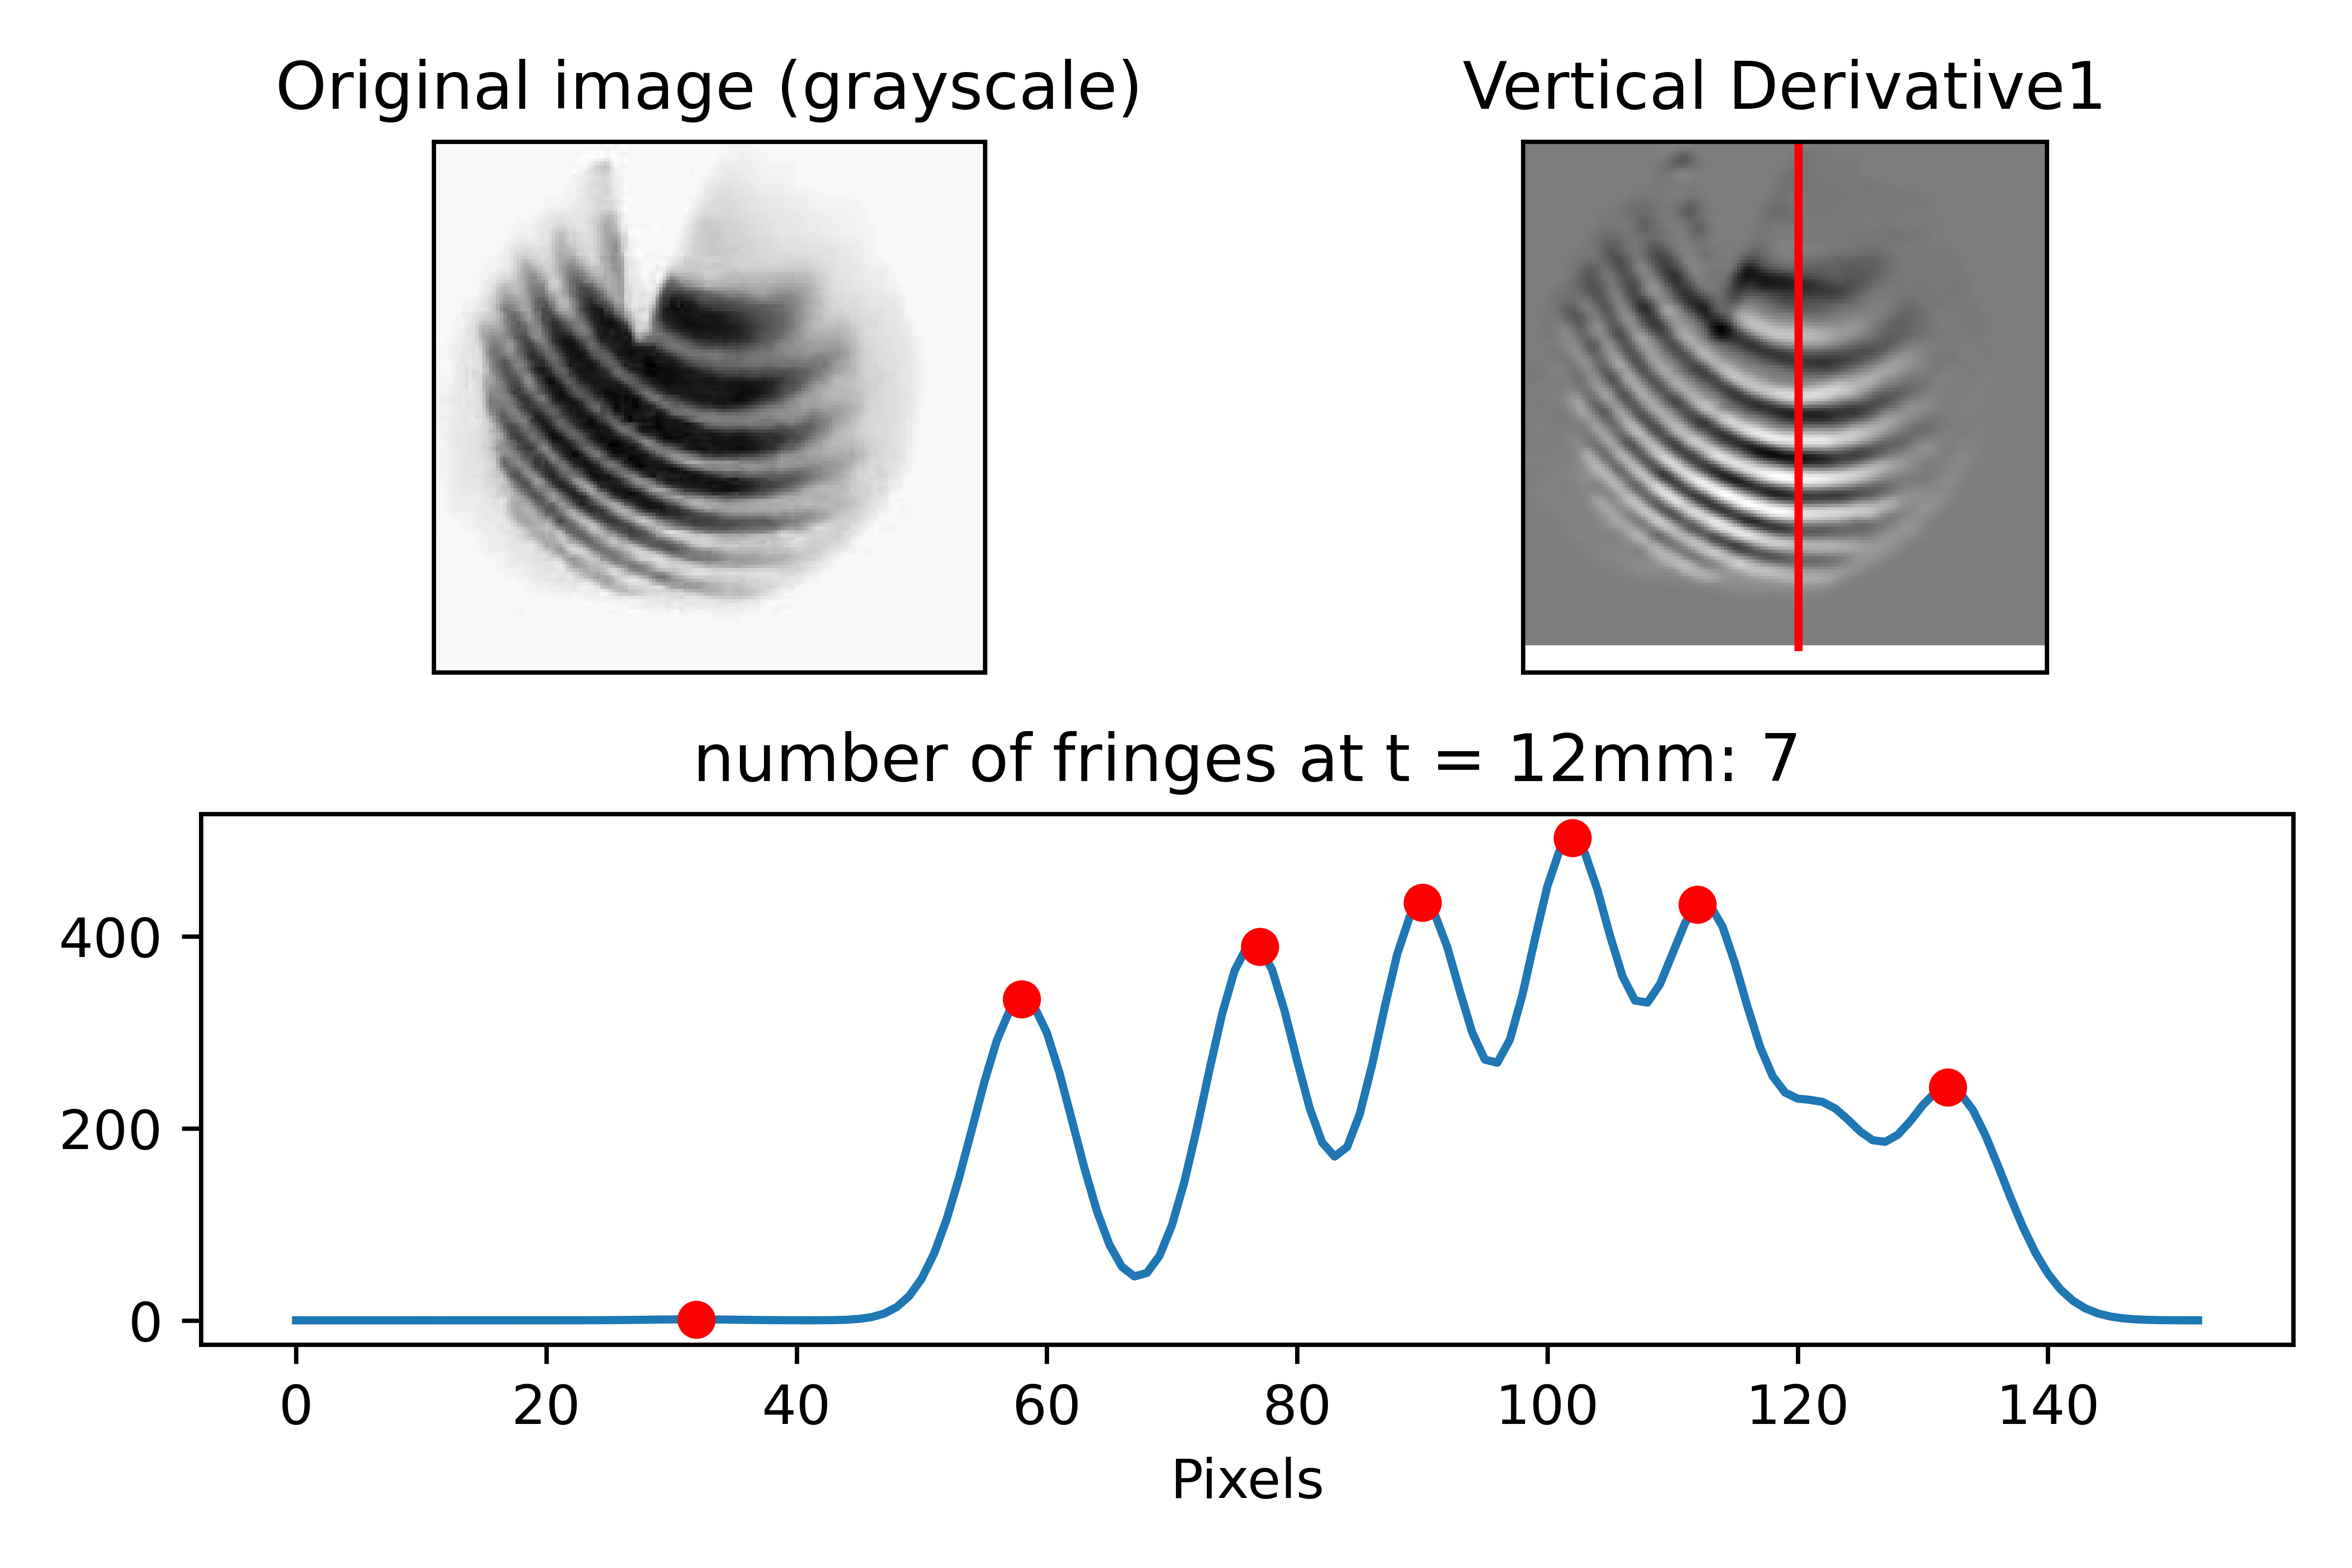 Original image (grayscale)
Vertical Derivative1
number of fringes at t = 12mm: 7
400
200
0
0 20 40 60 80 100 120 140
Pixels